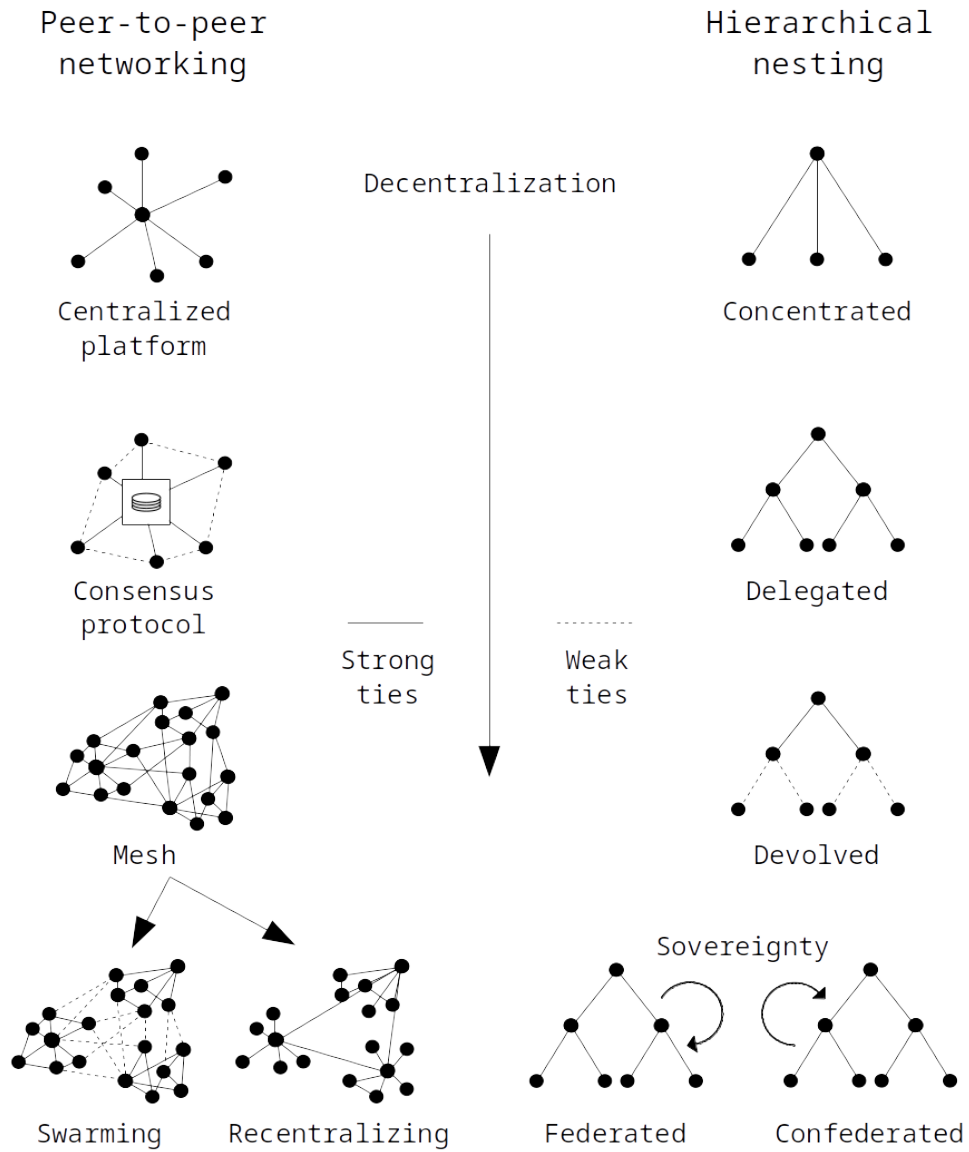 Peer-to-peer
networking
Hierarchical
nesting
Decentralization
Centralized
platform
Concentrated
Consensus
protocol
Delegated
Strong
ties
Weak
ties
Mesh
Devolved
Sovereignty
Swarming
Recentralizing
Federated
Confederated